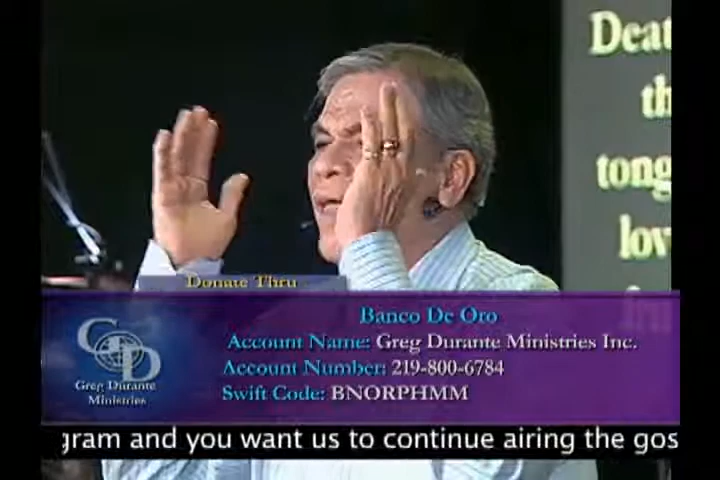 Deat
th
tong
lov
Donate Thru
Banco De Oro
Account Name: Greg Durante Ministries Inc.
Account Number: 219-800-6784
Swift Code: BNORPHMM
GD
Greg Durante
Ministries
gram and you want us to continue airing the gos